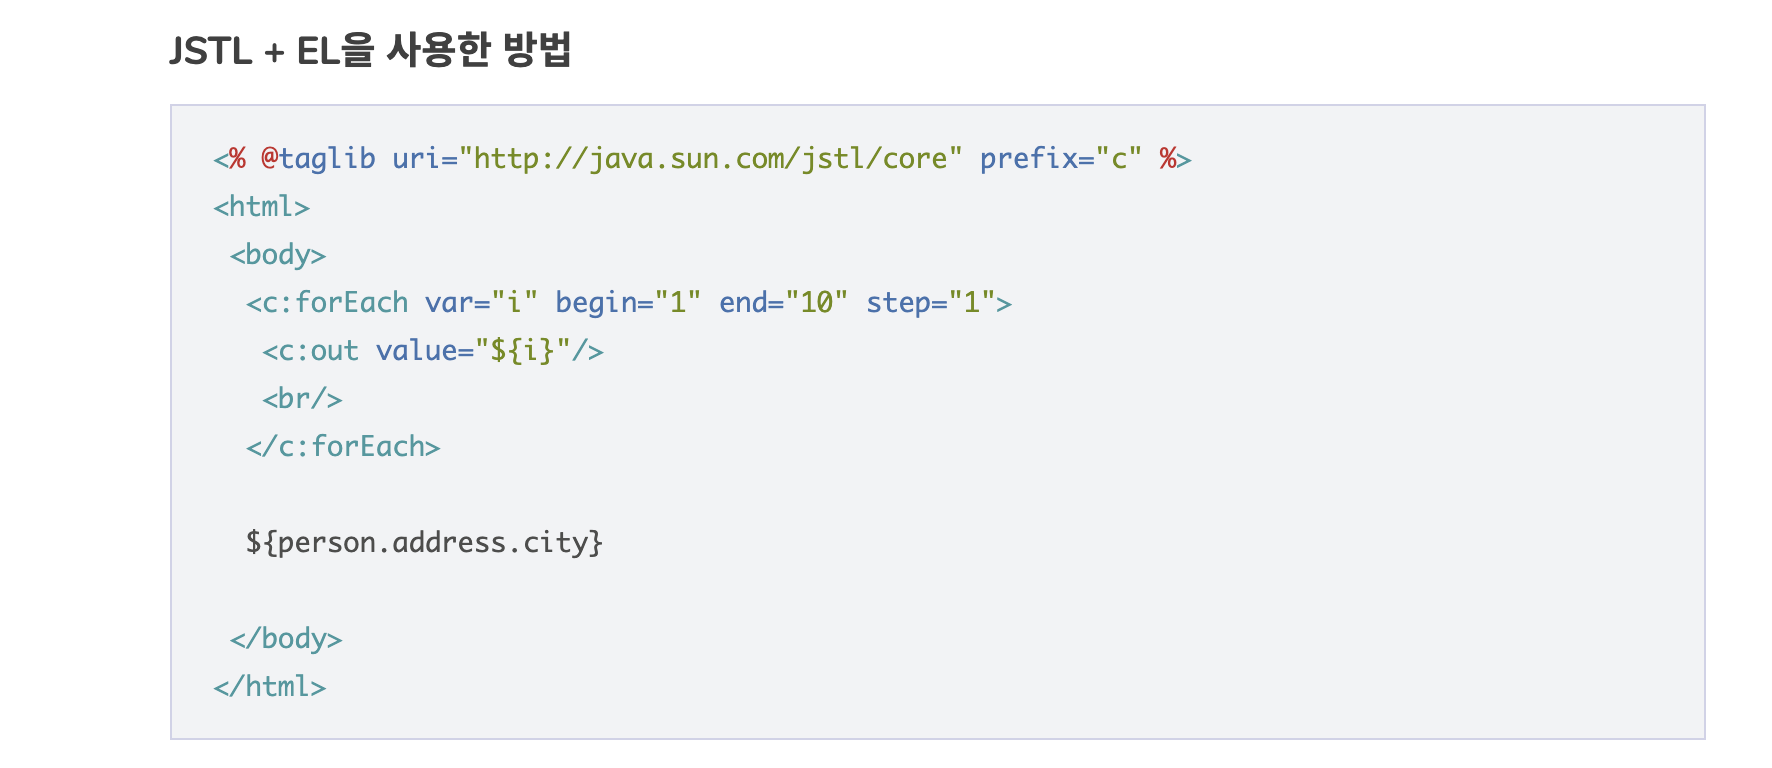 JSTL + EL을 사용한 방법
<% @taglib uri="http://java.sun.com/jstl/core" prefix="c" %>
<html>
 <body>
  <c:forEach var="i" begin="1" end="10" step="1">
   <c:out value="${i}"/>
   <br/>
  </c:forEach>
  ${person.address.city}
 </body>
</html>